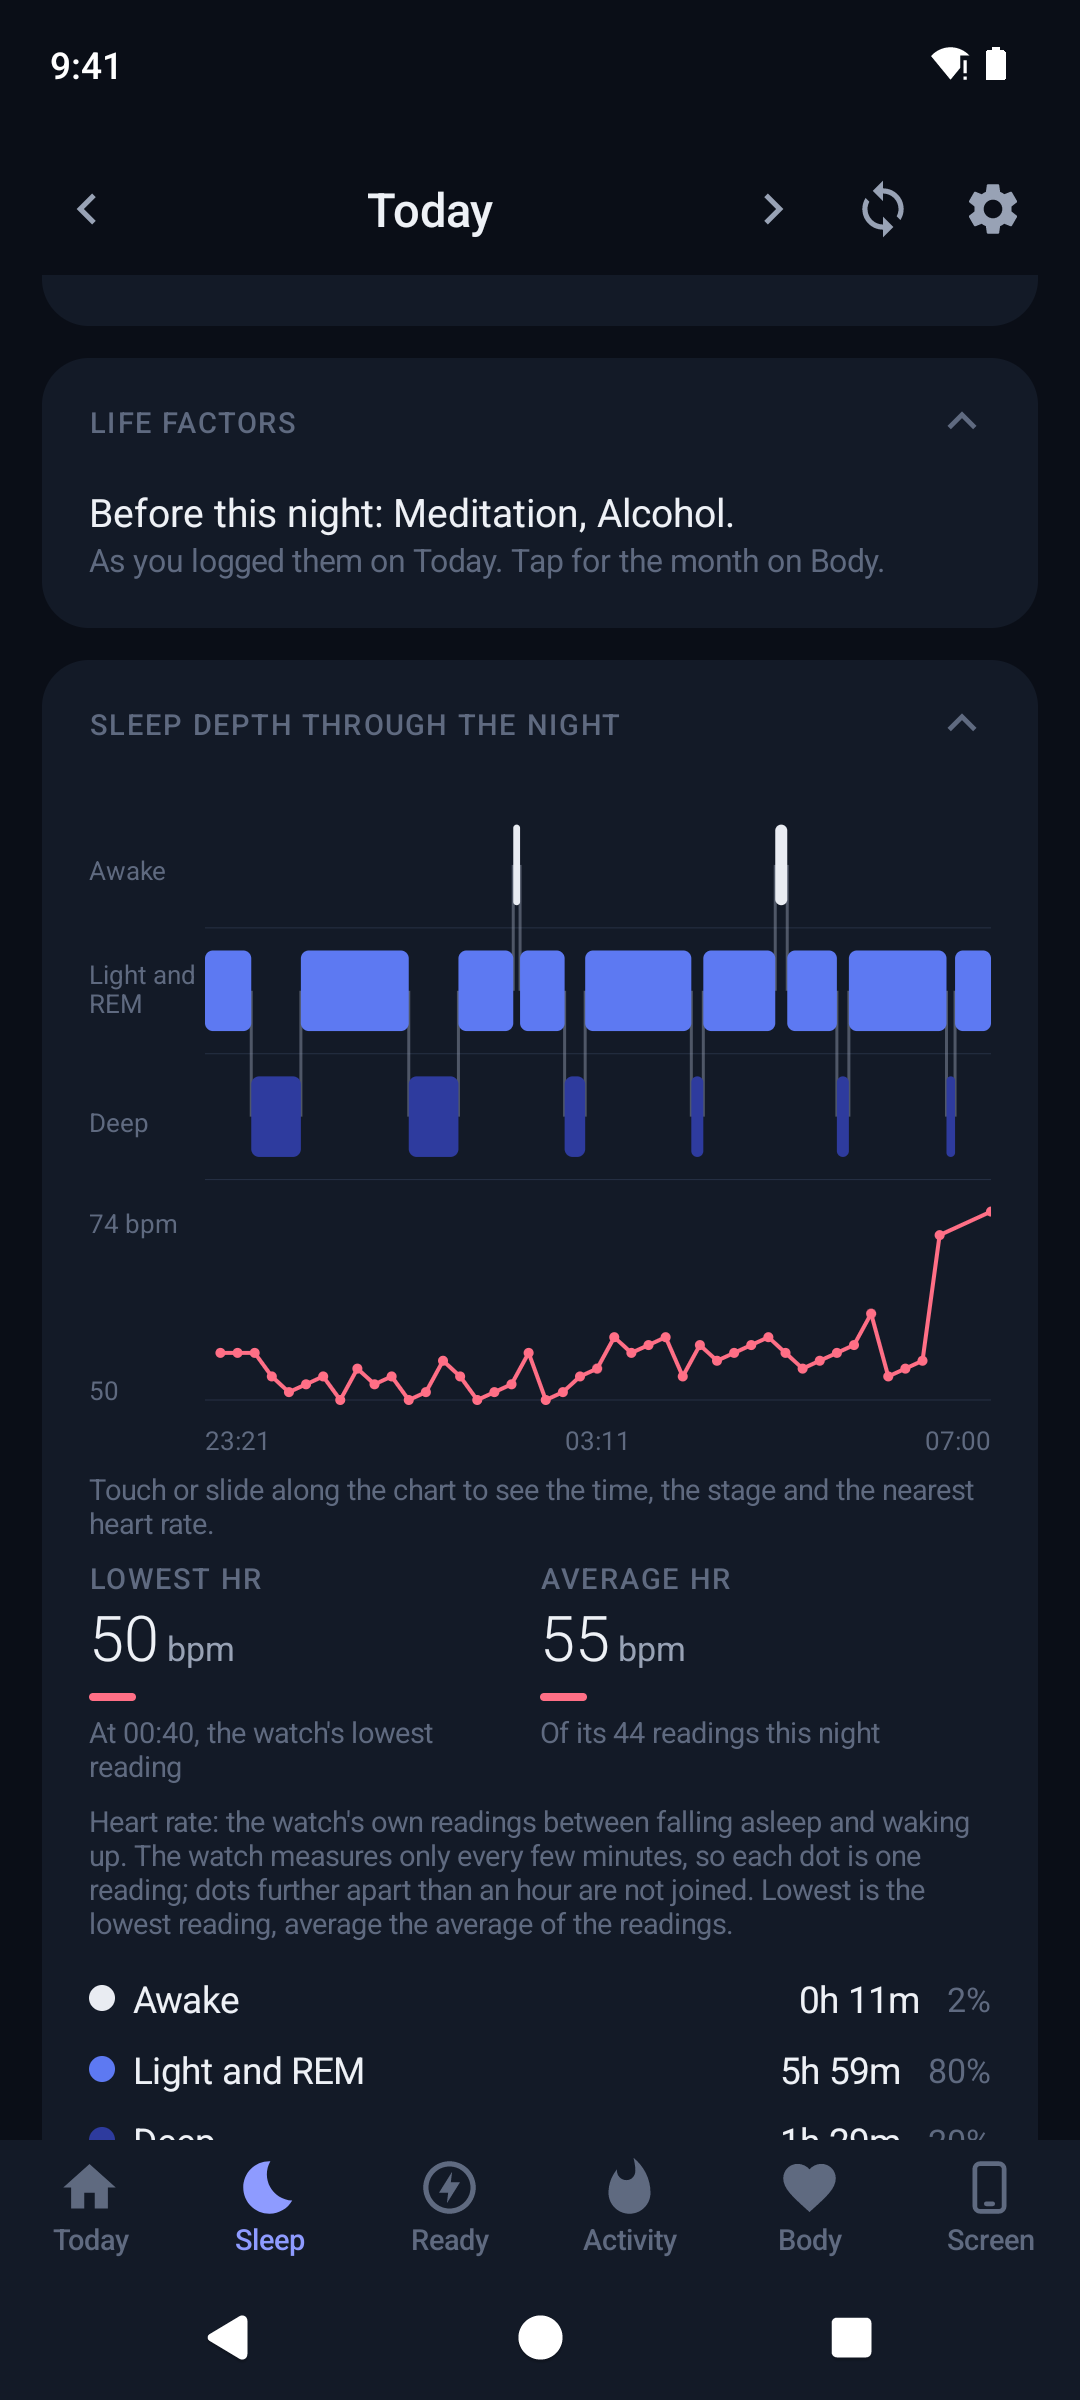 9:41
Today
LIFE FACTORS
Before this night: Meditation, Alcohol.
As you logged them on Today. Tap for the month on Body.
SLEEP DEPTH THROUGH THE NIGHT
Awake
Light and
REM
Deep
74 bpm
50
23:21 03:11 07:00
Touch or slide along the chart to see the time, the stage and the nearest
heart rate.
LOWEST HR AVERAGE HR
50 bpm 55 bpm
At 00:40, the watch's lowest
reading
Of its 44 readings this night
Heart rate: the watch's own readings between falling asleep and waking
up. The watch measures only every few minutes, so each dot is one
reading; dots further apart than an hour are not joined. Lowest is the
lowest reading, average the average of the readings.
Awake 0h 11m 2%
Light and REM 5h 59m 80%
Deep 1h 29m 20%
Today Sleep Ready Activity Body Screen